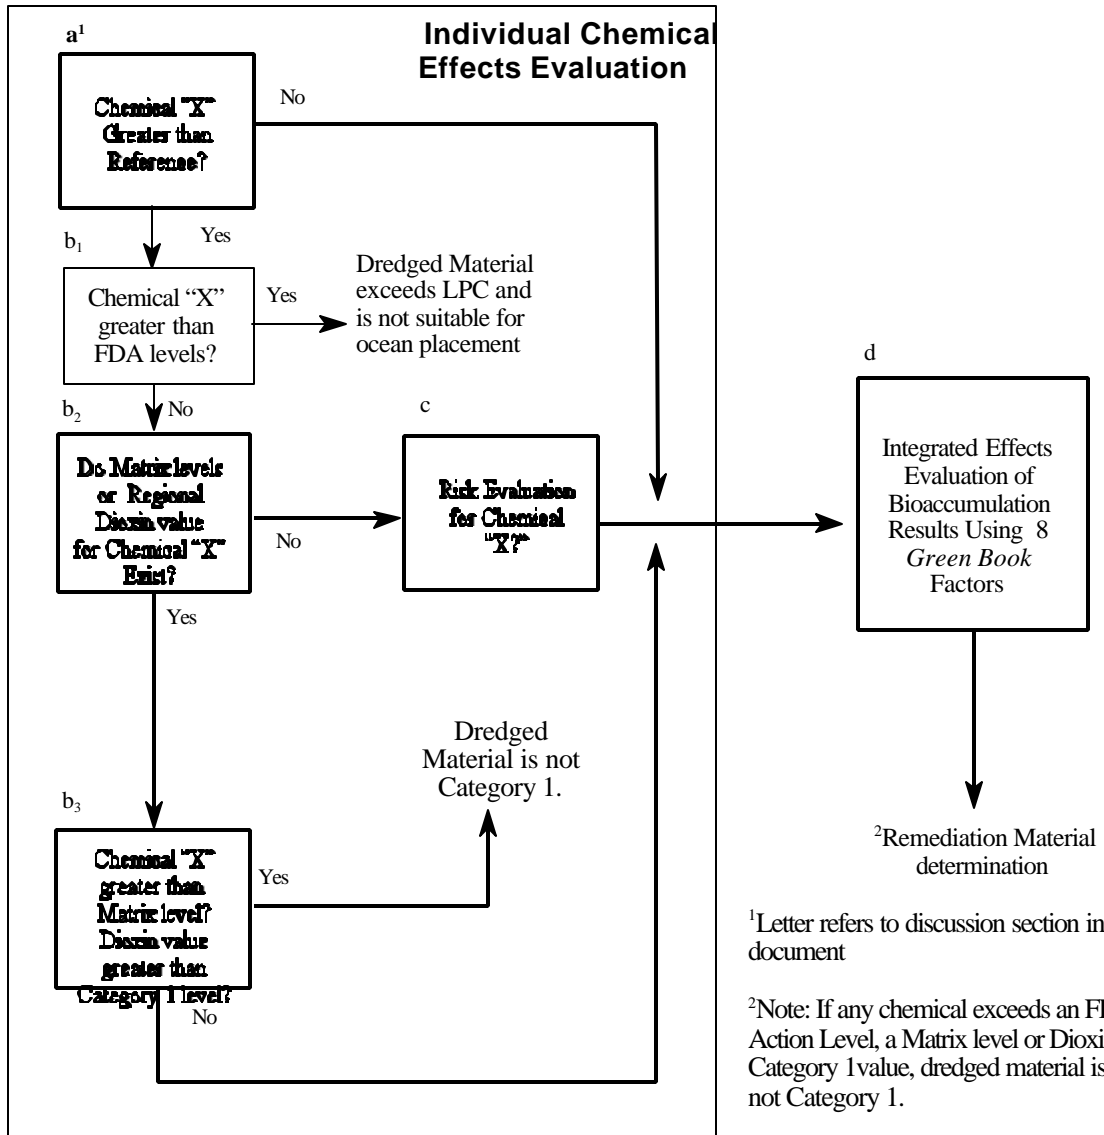 a1
Individual Chemical
Effects Evaluation
Chemical "X"
Greater than
Reference?
No
Yes
b1
Chemical “X”
greater than
FDA levels?
Yes
Dredged Material
exceeds LPC and
is not suitable for
ocean placement
No
b2
Do Matrix levels
or Regional
Dioxin value
for Chemical "X"
Exist?
No
Yes
c
Risk Evaluation
for Chemical
"X?"
d
Integrated Effects
Evaluation of
Bioaccumulation
Results Using 8
Green Book
Factors
Dredged
Material is not
Category 1.
b3
Chemical "X"
greater than
Matrix level?
Dioxin value
greater than
Category 1 level?
Yes
No
2Remediation Material
determination
1Letter refers to discussion section in
document
2Note: If any chemical exceeds an
Action Level, a Matrix level or
Category 1value, dredged material is
not Category 1.